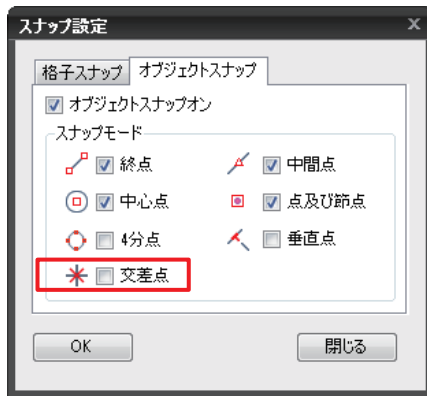 スナップ設定 x
格子スナップ オブジェクトスナップ
オブジェクトスナップオン
スナップモード
終点 中間点
中心点 点及び節点
4分点 垂直点
交差点
OK 閉じる